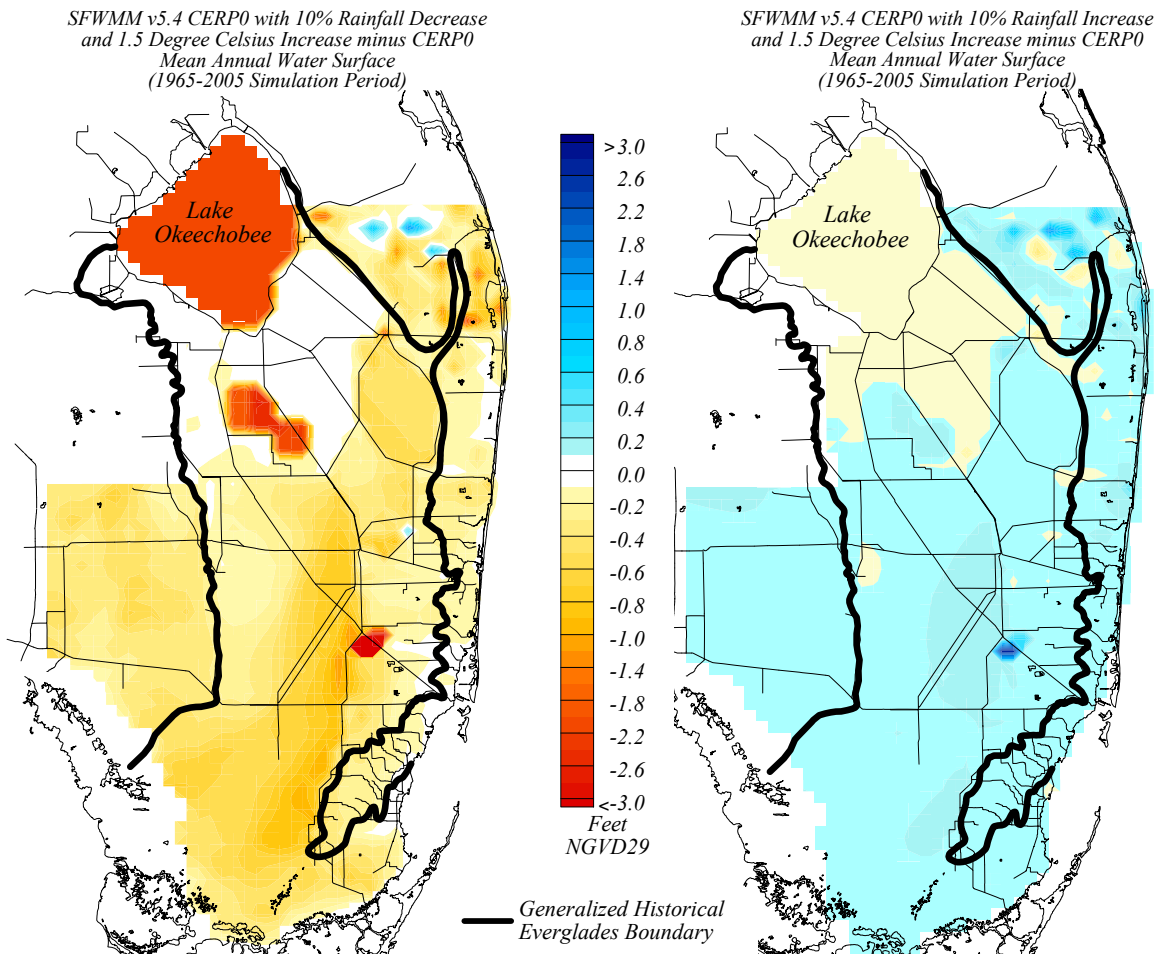 SFWMM v5.4 CERP0 with 10% Rainfall Decrease
and 1.5 Degree Celsius Increase minus CERP0
Mean Annual Water Surface
(1965-2005 Simulation Period)
SFWMM v5.4 CERP0 with 10% Rainfall Increase
and 1.5 Degree Celsius Increase minus CERP0
Mean Annual Water Surface
(1965-2005 Simulation Period)
Lake
Okeechobee
>3.0
2.6
2.2
1.8
1.4
1.0
0.8
0.6
0.4
0.2
0.0
-0.2
-0.4
-0.6
-0.8
-1.0
-1.4
-1.8
-2.2
-2.6
<-3.0
Feet
NGVD29
Lake
Okeechobee
Generalized Historical
Everglades Boundary